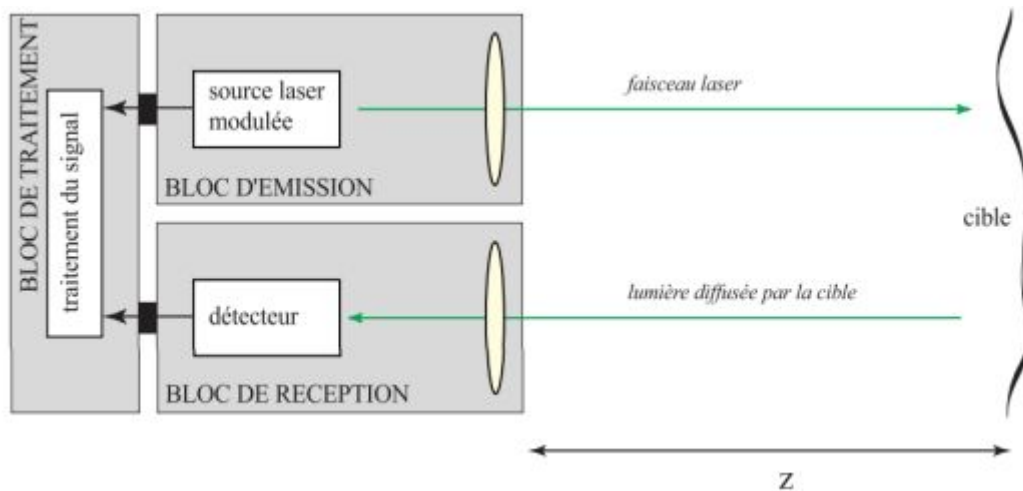 BLOC DE TRAITEMENT
traitement du signal
source laser
modulée
BLOC D'EMISSION
faisceau laser
cible
détecteur
BLOC DE RECEPTION
lumière diffusée par la cible
z